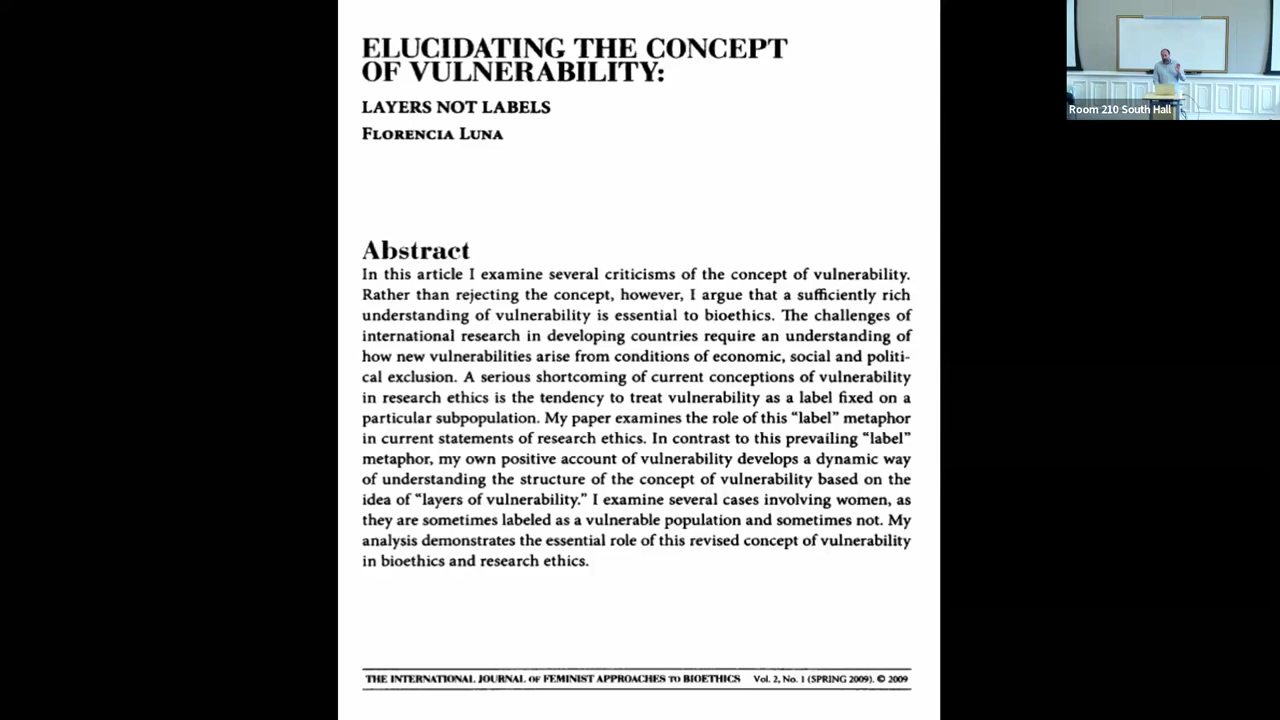 ELUCIDATING THE CONCEPT
OF VULNERABILITY:
LAYERS NOT LABELS
FLORENCIA LUNA
Abstract
In this article I examine several criticisms of the concept of vulnerability.
Rather than rejecting the concept, however, I argue that a sufficiently rich
understanding of vulnerability is essential to bioethics. The challenges of
international research in developing countries require an understanding of
how new vulnerabilities arise from conditions of economic, social and politi-
cal exclusion. A serious shortcoming of current conceptions of vulnerability
in research ethics is the tendency to treat vulnerability as a label fixed on a
particular subpopulation. My paper examines the role of this “label” metaphor
in current statements of research ethics. In contrast to this prevailing “label”
metaphor, my own positive account of vulnerability develops a dynamic way
of understanding the structure of the concept of vulnerability based on the
idea of “layers of vulnerability.” I examine several cases involving women, as
they are sometimes labeled as a vulnerable population and sometimes not. My
analysis demonstrates the essential role of this revised concept of vulnerability
in bioethics and research ethics.
THE INTERNATIONAL JOURNAL OF FEMINIST APPROACHES TO BIOETHICS Vol. 2, No. 1 (SPRING 2009). © 2009
Room 210 South Hall